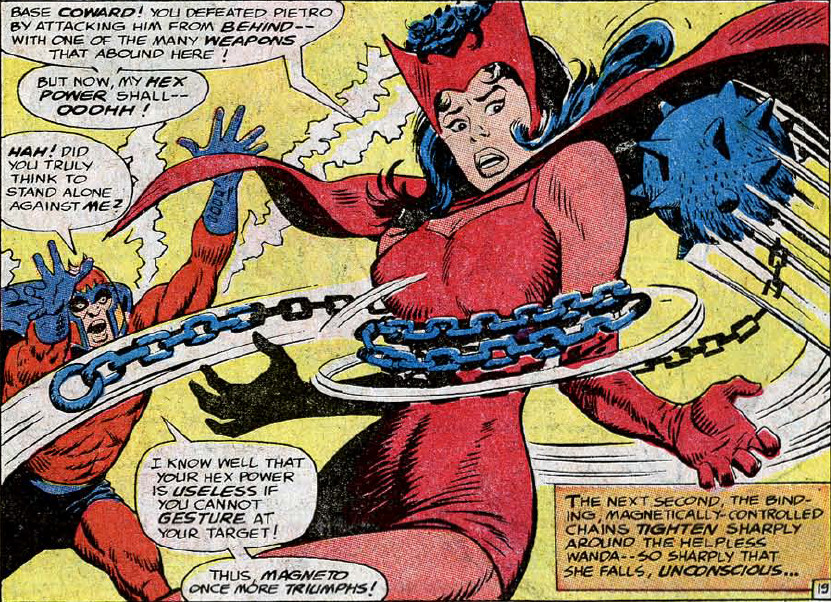 BASE COWARD! YOU DEFEATED PIETRO
BY ATTACKING HIM FROM BEHIND--
WITH ONE OF THE MANY WEAPONS
THAT ABOUND HERE!
BUT NOW, MY HEX
POWER SHALL--
OOOHH!
HAH! DID
YOU TRULY
THINK TO
STAND ALONE
AGAINST ME?
I KNOW WELL THAT
YOUR HEX POWER
IS USELESS IF
YOU CANNOT
GESTURE AT
YOUR TARGET!
THUS, MAGNETO
ONCE MORE TRIUMPHS!
THE NEXT SECOND, THE BIND-
ING MAGNETICALLY-CONTROLLED
CHAINS TIGHTEN SHARPLY
AROUND THE HELPLESS
WANDA--SO SHARPLY THAT
SHE FALLS, UNCONSCIOUS...
19